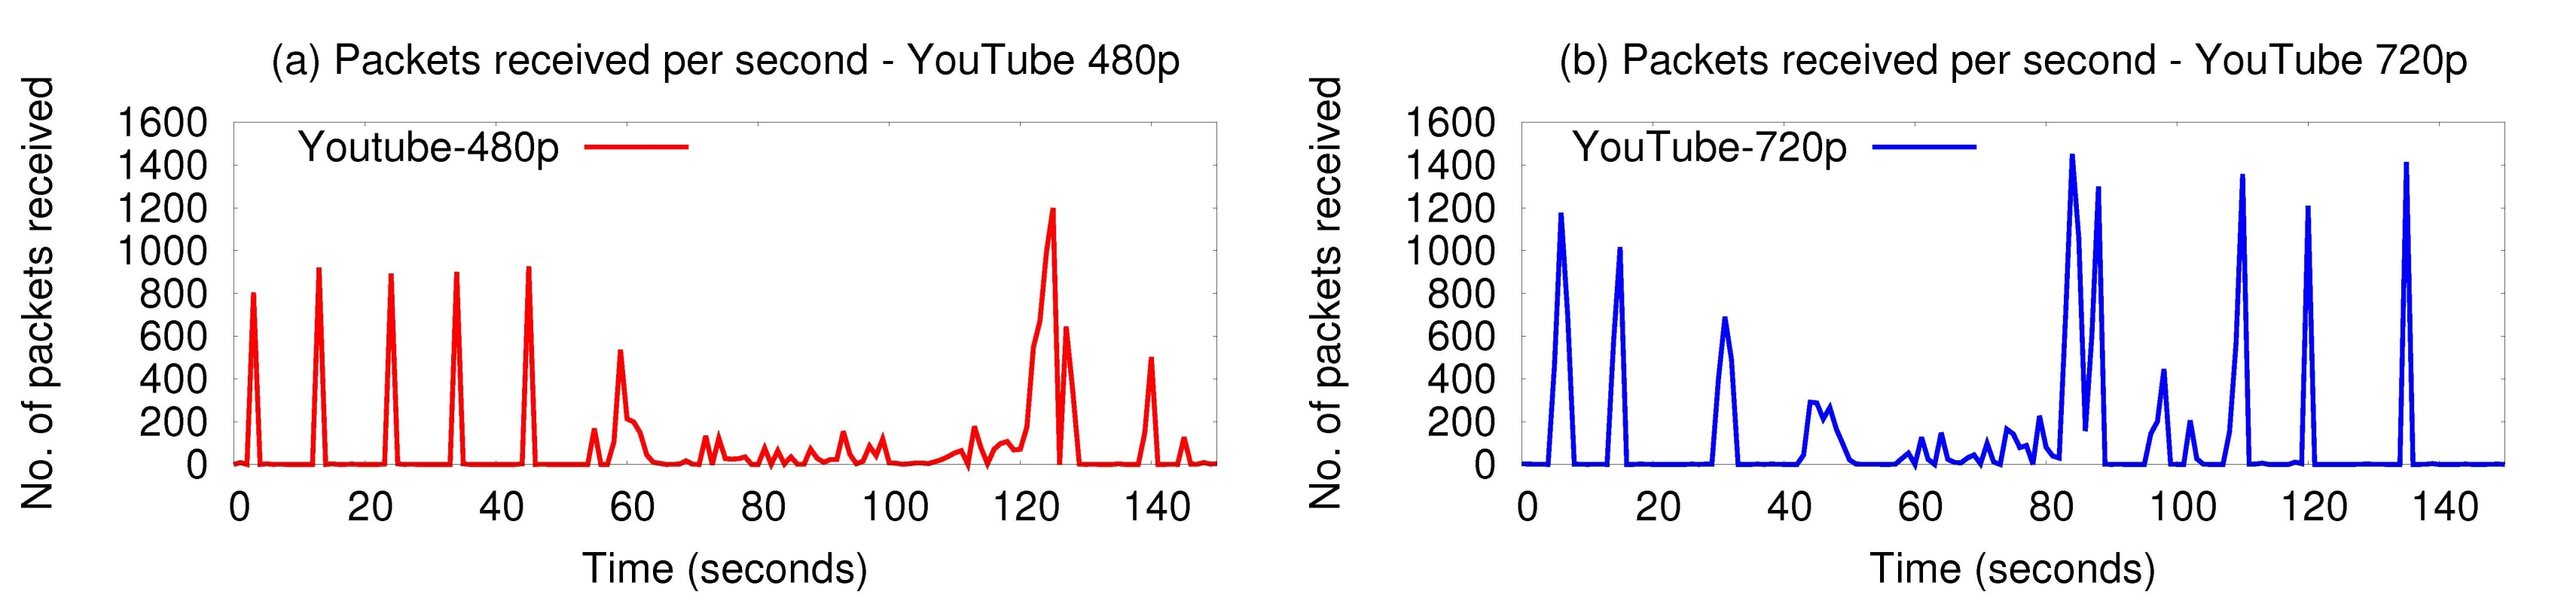 (a) Packets received per second - YouTube 480p
No. of packets received
1600
1400
1200
1000
800
600
400
200
0
Youtube-480p
0 20 40 60 80 100 120 140
Time (seconds)
(b) Packets received per second - YouTube 720p
No. of packets received
1600
1400
1200
1000
800
600
400
200
0
YouTube-720p
0 20 40 60 80 100 120 140
Time (seconds)